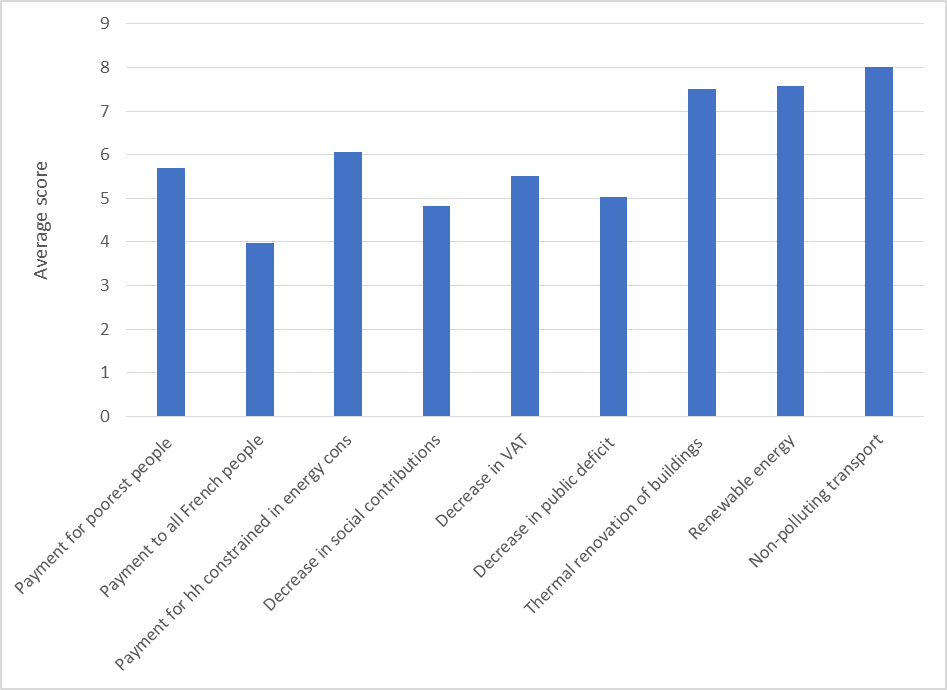 9
8
7
6
5
4
3
2
1
0
Average score
Payment for poorest people
Payment to all French people
Payment for hh constrained in energy cons
Decrease in social contributions
Decrease in VAT
Decrease in public deficit
Thermal renovation of buildings
Renewable energy
Non-polluting transport